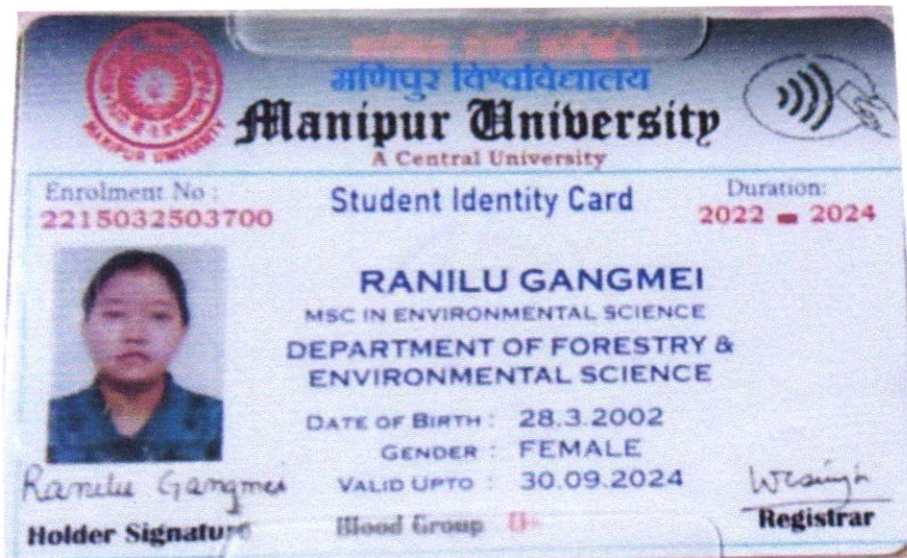 मणिपुर विश्वविद्यालय
Manipur University
A Central University
MANIPUR UNIVERSITY
Enrolment No :
2215032503700
Student Identity Card
Duration:
2022 - 2024
RANILU GANGMEI
MSC IN ENVIRONMENTAL SCIENCE
DEPARTMENT OF FORESTRY &
ENVIRONMENTAL SCIENCE
DATE OF BIRTH : 28.3.2002
GENDER : FEMALE
VALID UPTO : 30.09.2024
Ranilu Gangmei
Holder Signature
Blood Group
Registrar